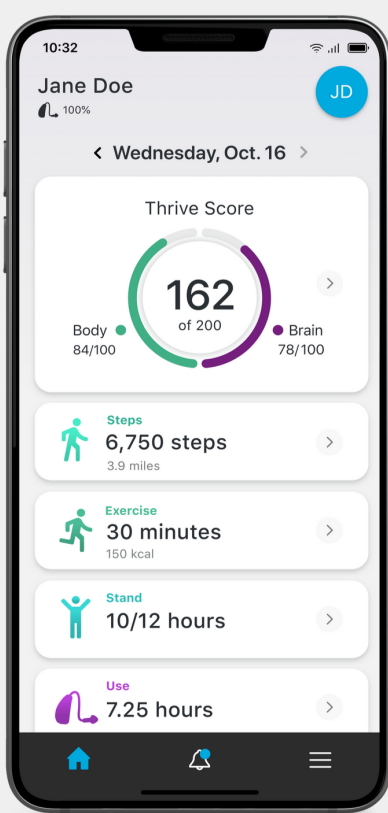 10:32
Jane Doe
100%
JD
Wednesday, Oct. 16
Thrive Score
162
of 200
Body
84/100
Brain
78/100
Steps
6,750 steps
3.9 miles
Exercise
30 minutes
150 kcal
Stand
10/12 hours
Use
7.25 hours